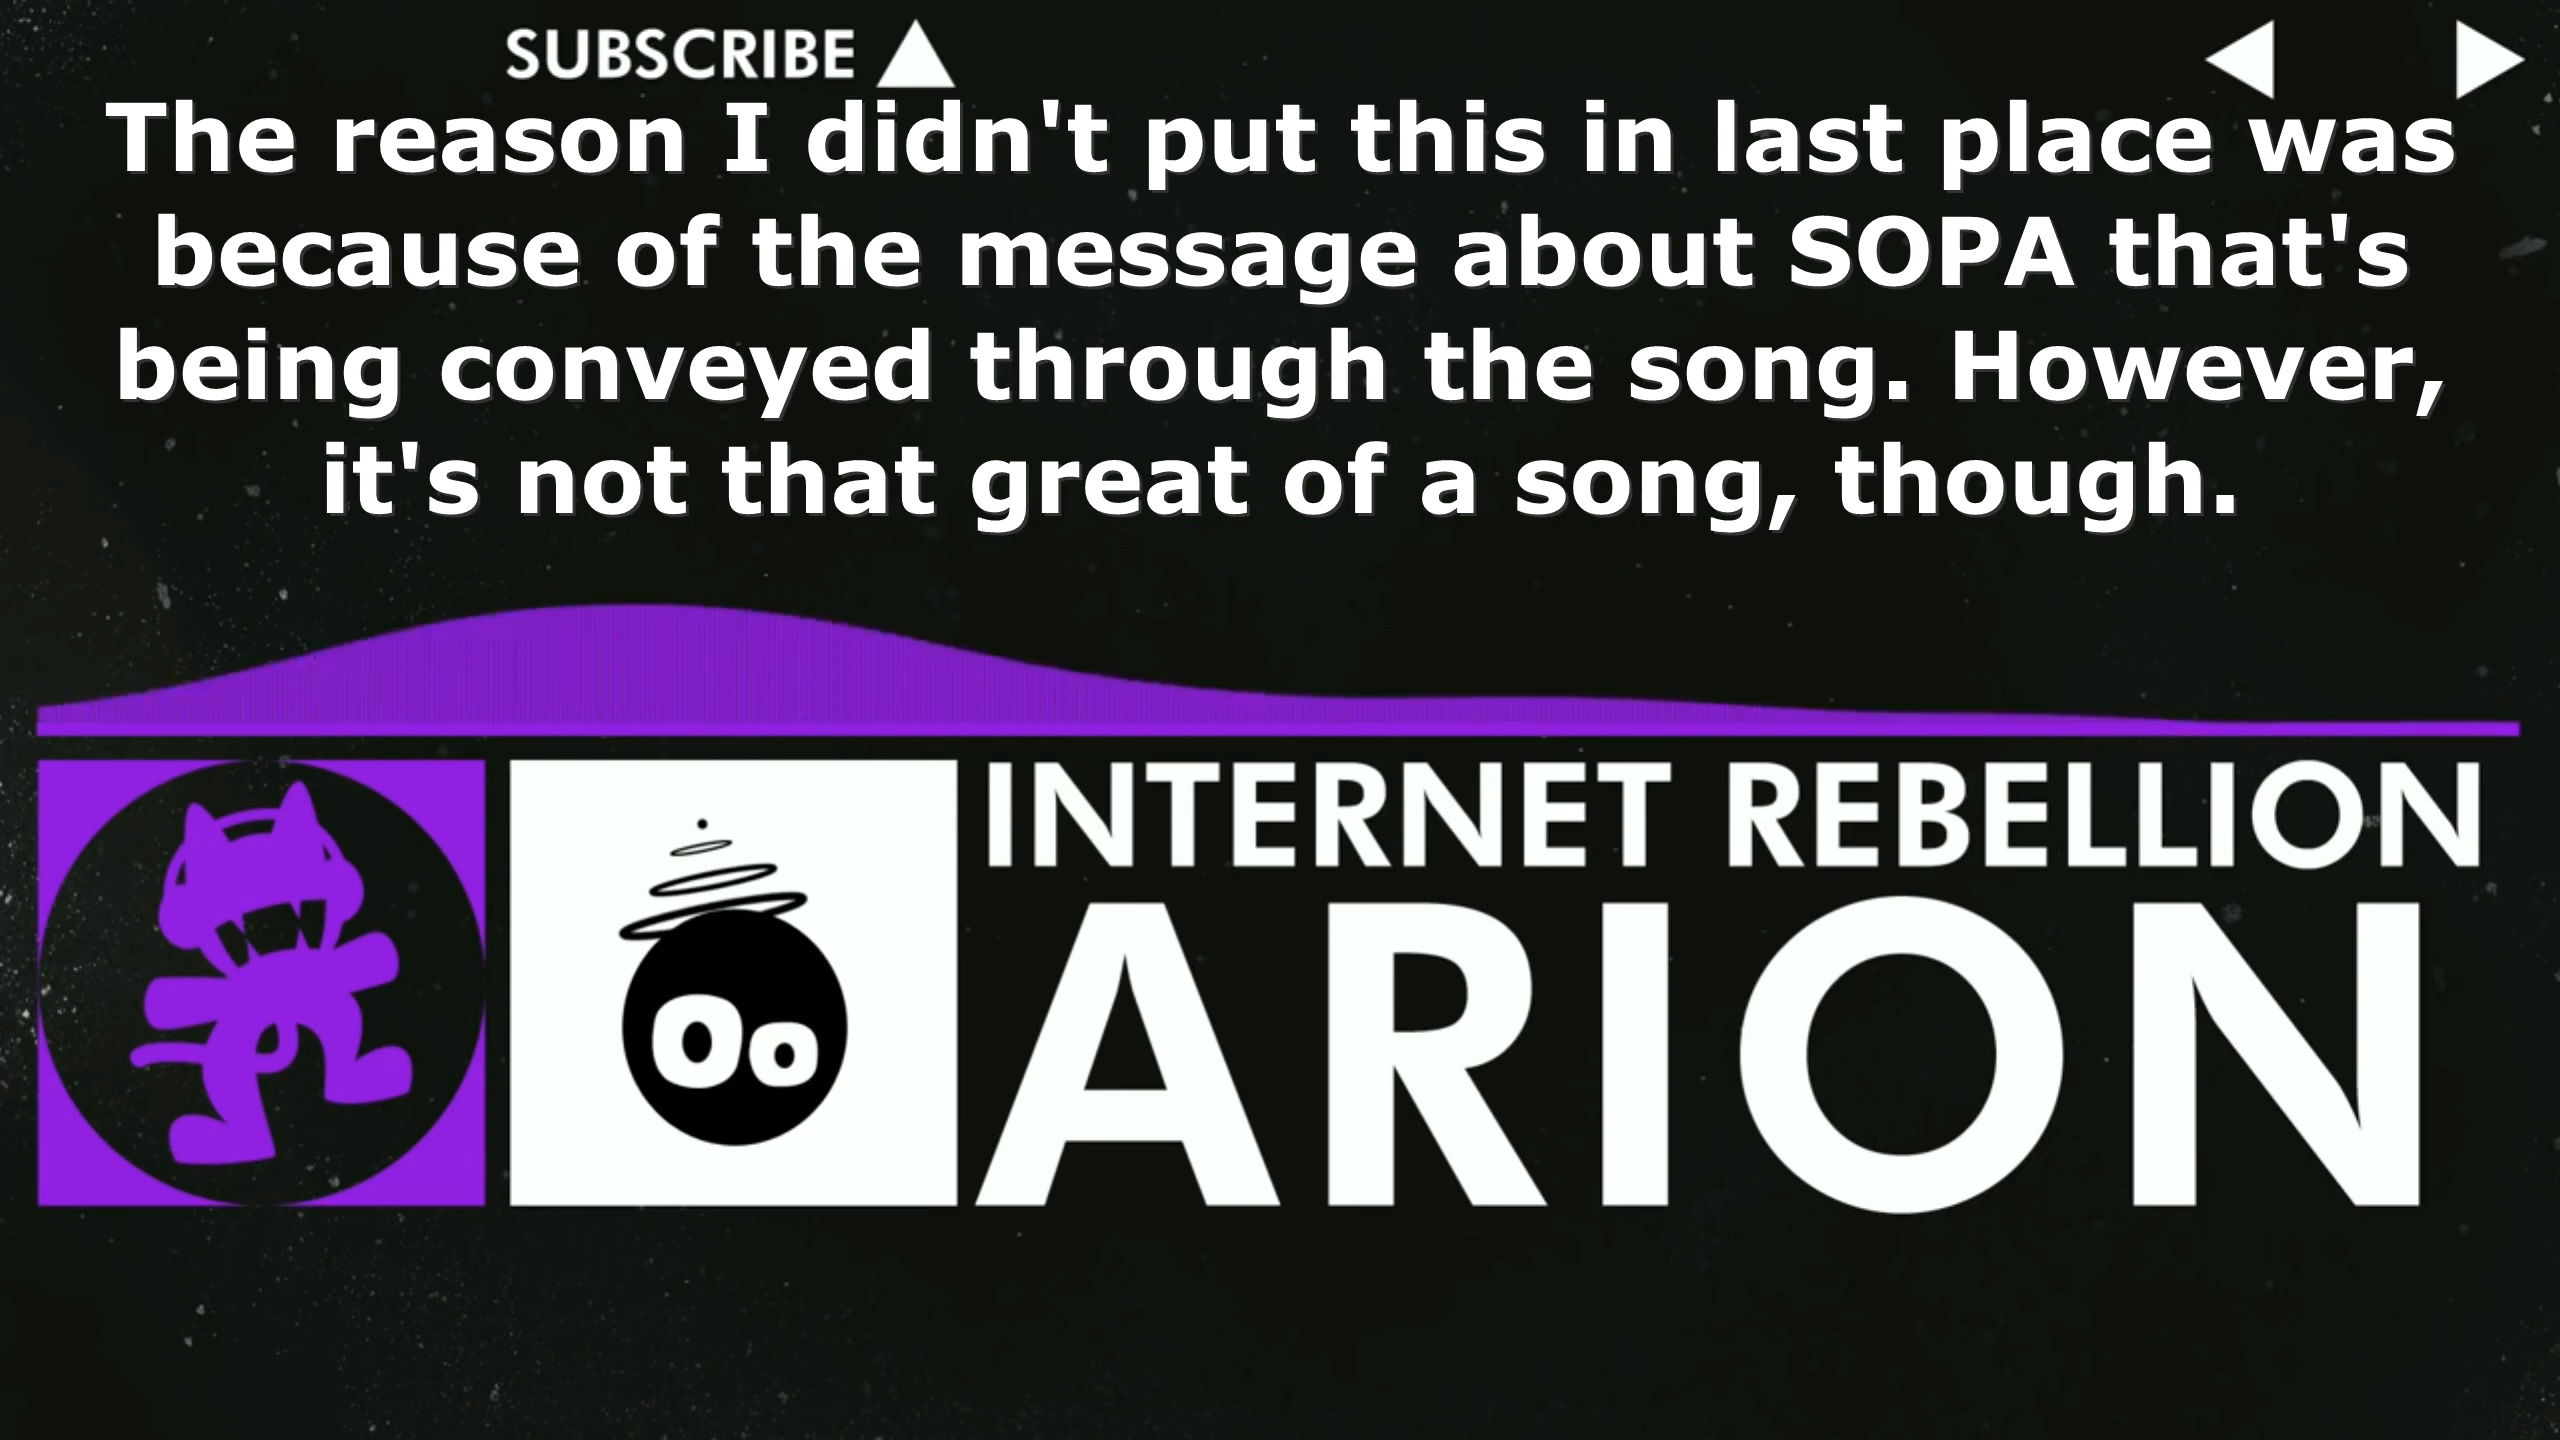 SUBSCRIBE
The reason I didn't put this in last place was
because of the message about SOPA that's
being conveyed through the song. However,
it's not that great of a song, though.
INTERNET REBELLION
ARION